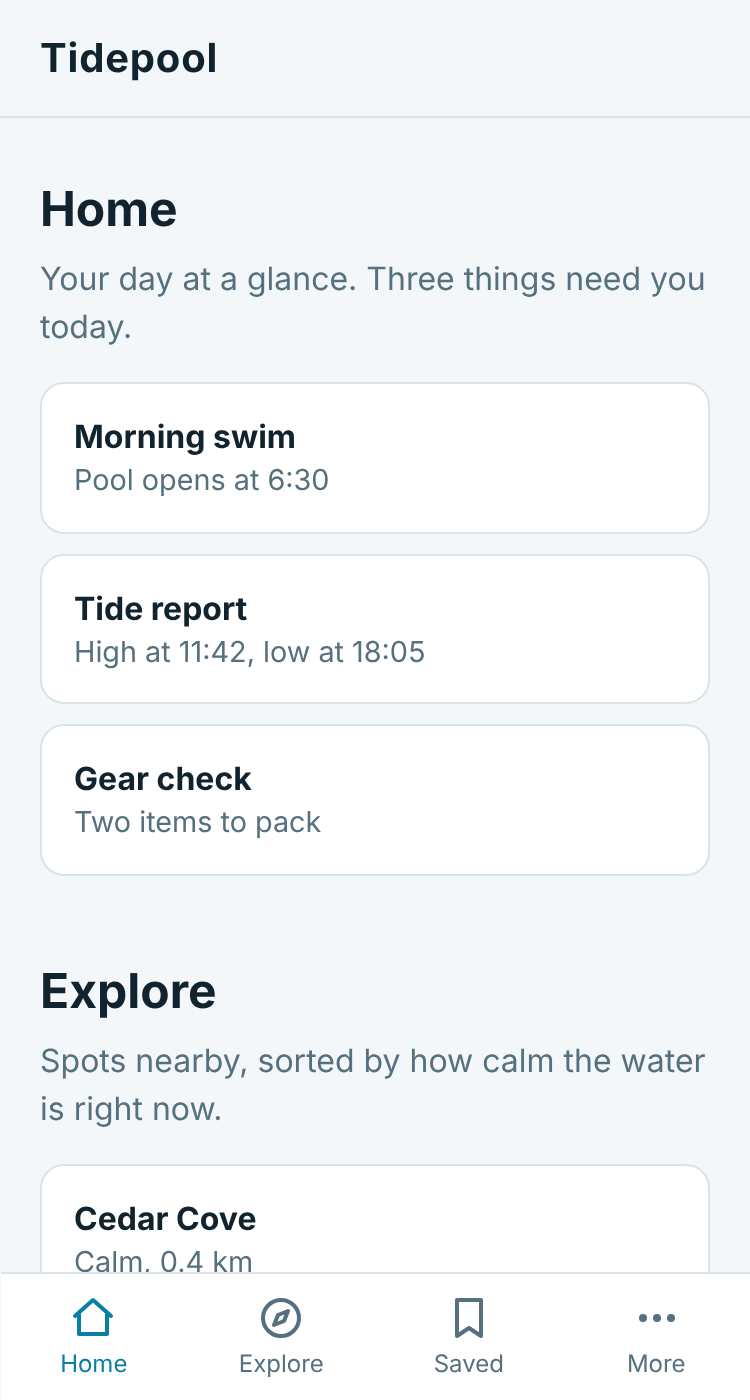 Tidepool
Home
Your day at a glance. Three things need you
today.
Morning swim
Pool opens at 6:30
Tide report
High at 11:42, low at 18:05
Gear check
Two items to pack
Explore
Spots nearby, sorted by how calm the water
is right now.
Cedar Cove
Calm, 0.4 km
Home
Explore
Saved
More